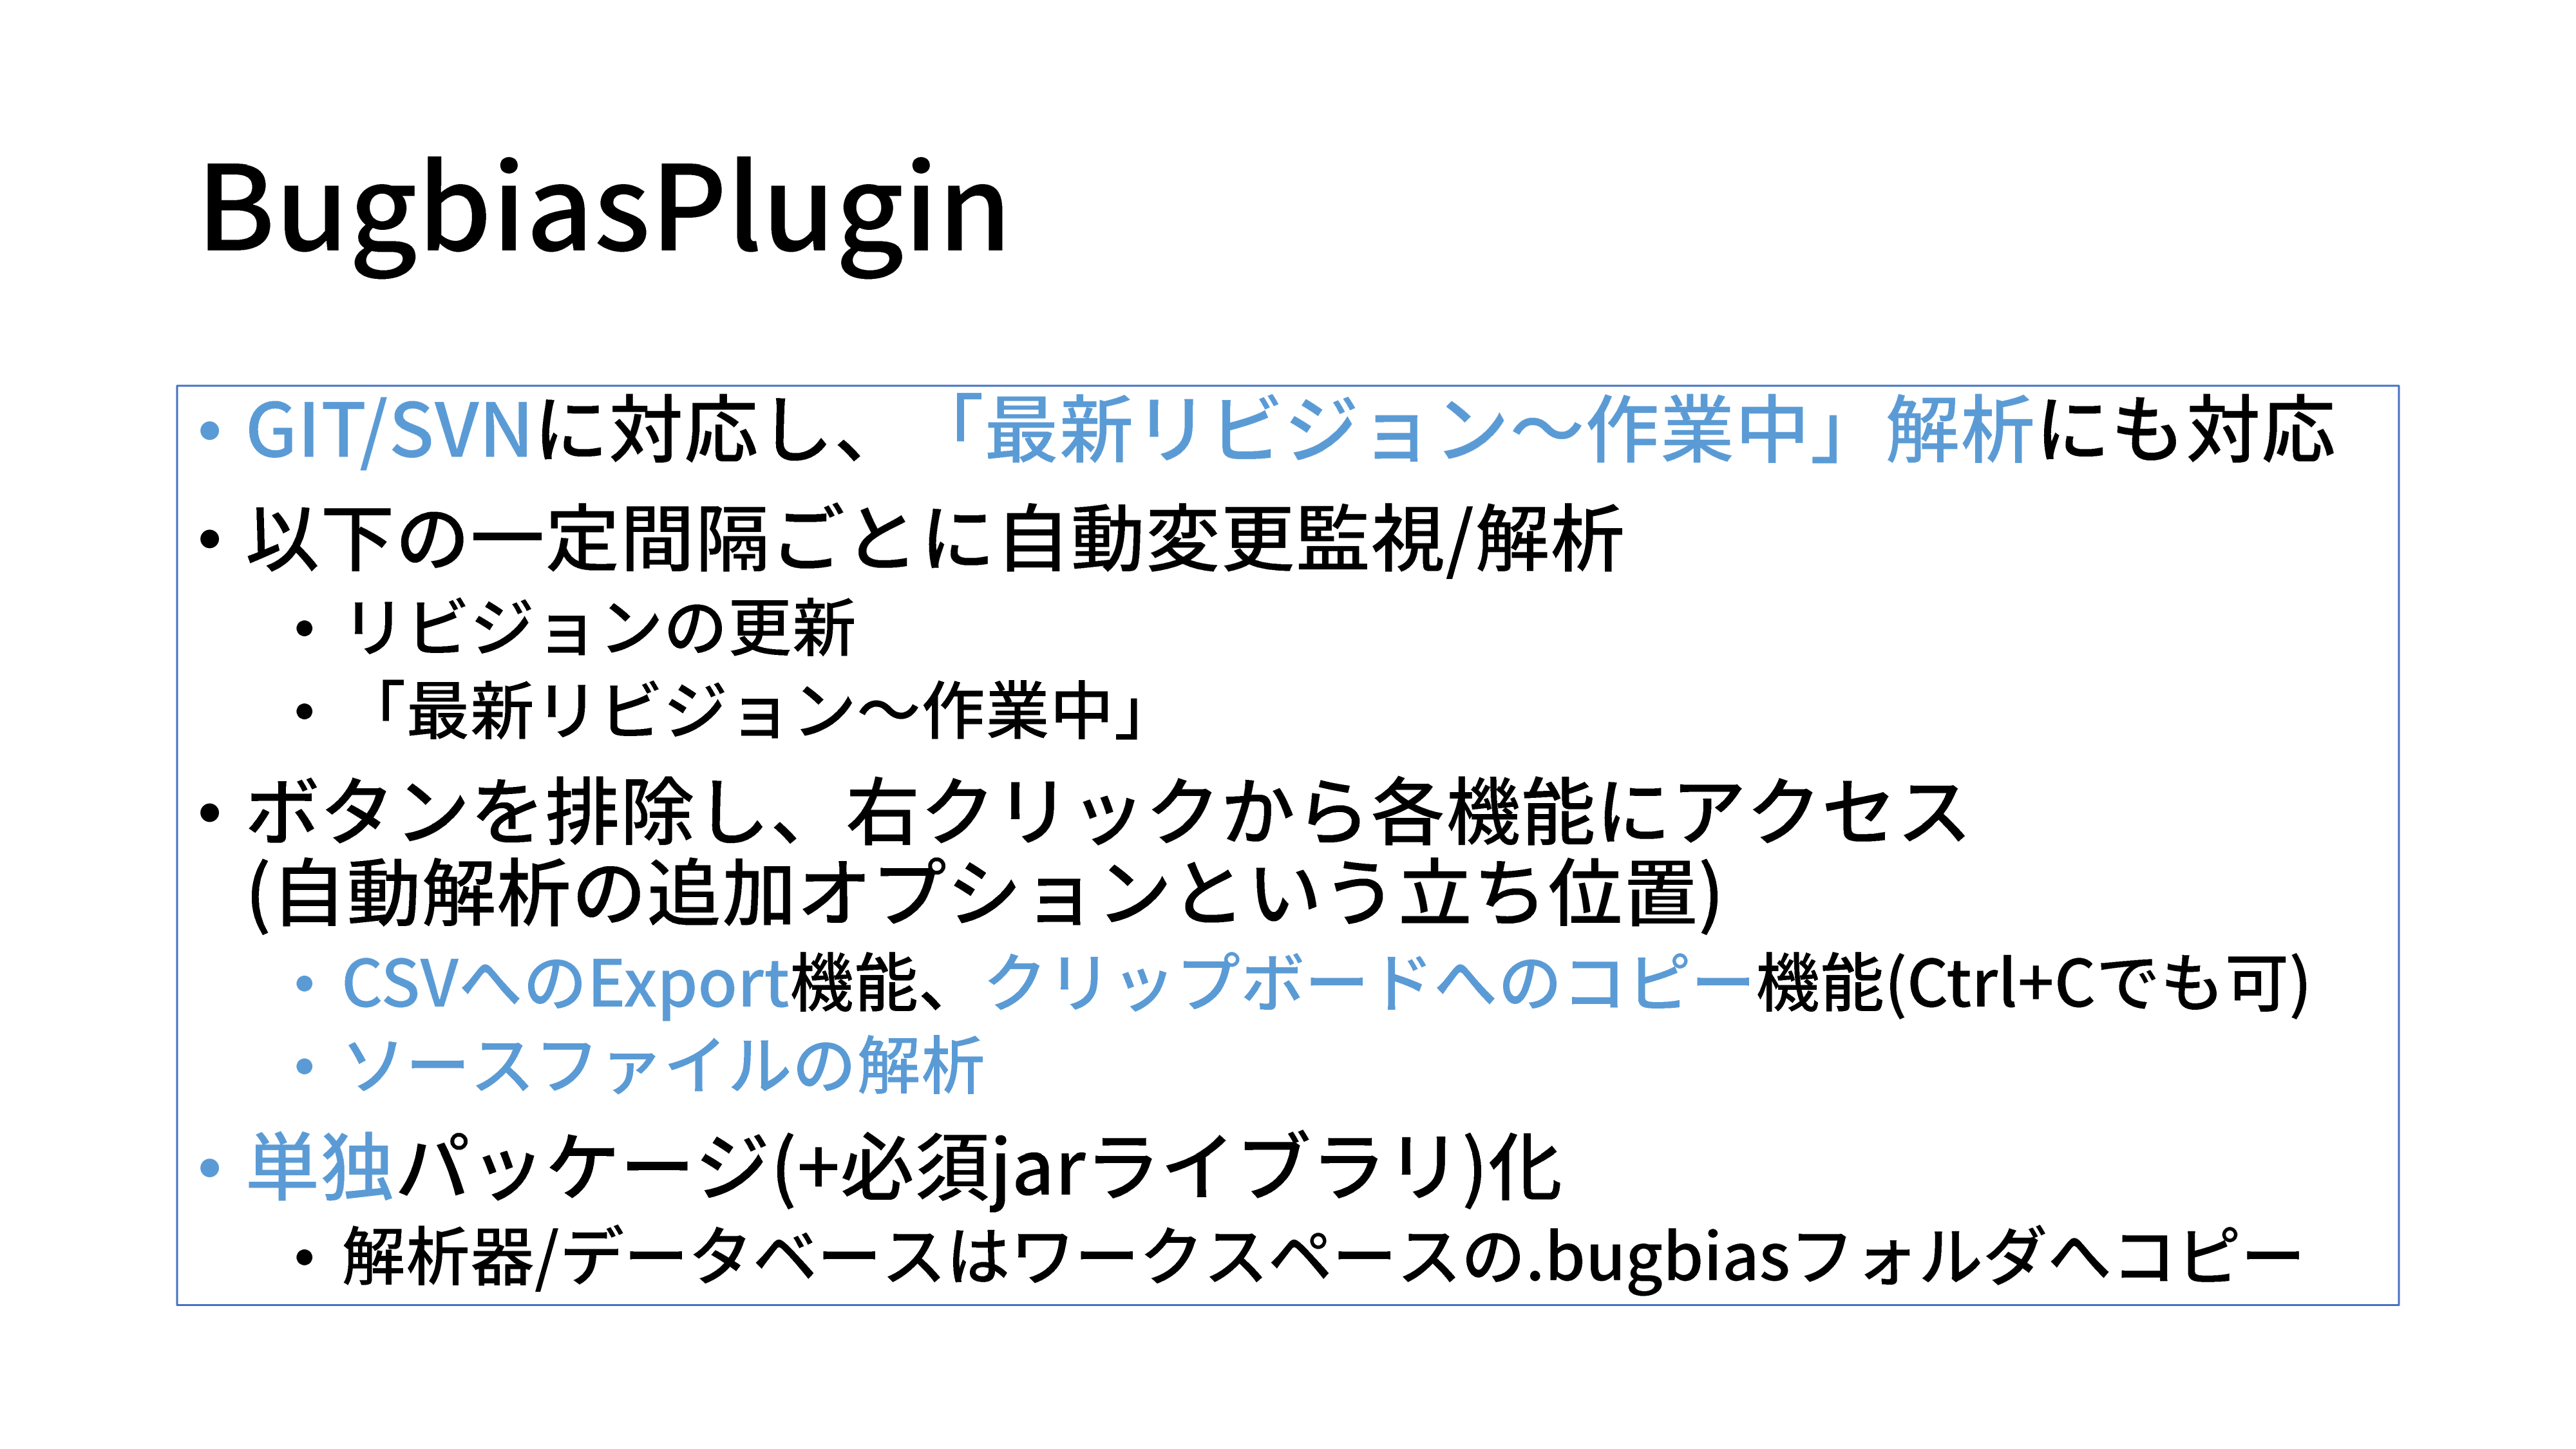 BugbiasPlugin
• GIT/SVNに対応し、「最新リビジョン～作業中」解析にも対応
• 以下の一定間隔ごとに自動変更監視/解析
• リビジョンの更新
• 「最新リビジョン～作業中」
• ボタンを排除し、右クリックから各機能にアクセス
(自動解析の追加オプションという立ち位置)
• CSVへのExport機能、クリップボードへのコピー機能(Ctrl+Cでも可)
• ソースファイルの解析
• 単独パッケージ(+必須jarライブラリ)化
• 解析器/データベースはワークスペースの.bugbiasフォルダへコピー